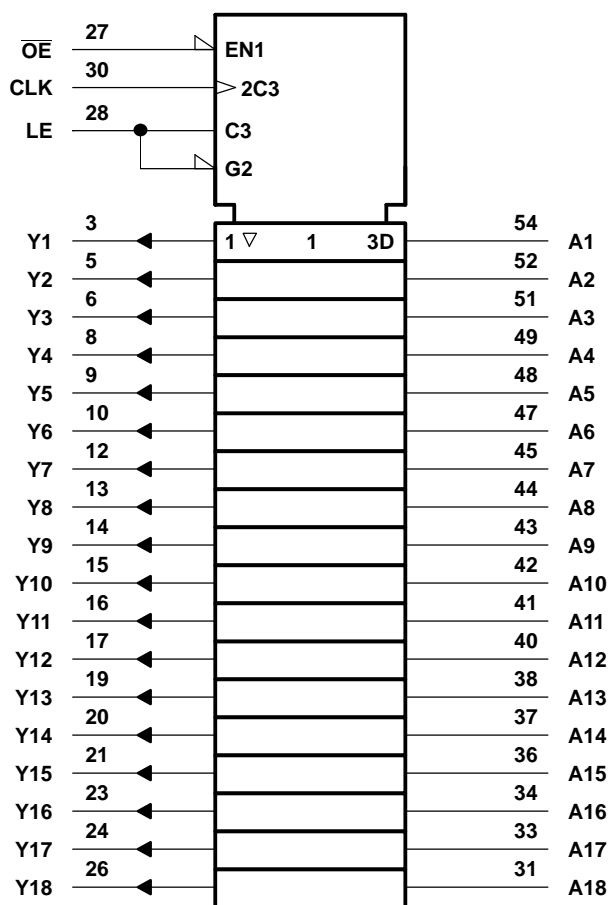 OE 27 EN1
CLK 30 2C3
LE 28 C3
G2
Y1 3 1 ▽ 1 3D 54 A1
Y2 5 52 A2
Y3 6 51 A3
Y4 8 49 A4
Y5 9 48 A5
Y6 10 47 A6
Y7 12 45 A7
Y8 13 44 A8
Y9 14 43 A9
Y10 15 42 A10
Y11 16 41 A11
Y12 17 40 A12
Y13 19 38 A13
Y14 20 37 A14
Y15 21 36 A15
Y16 23 34 A16
Y17 24 33 A17
Y18 26 31 A18